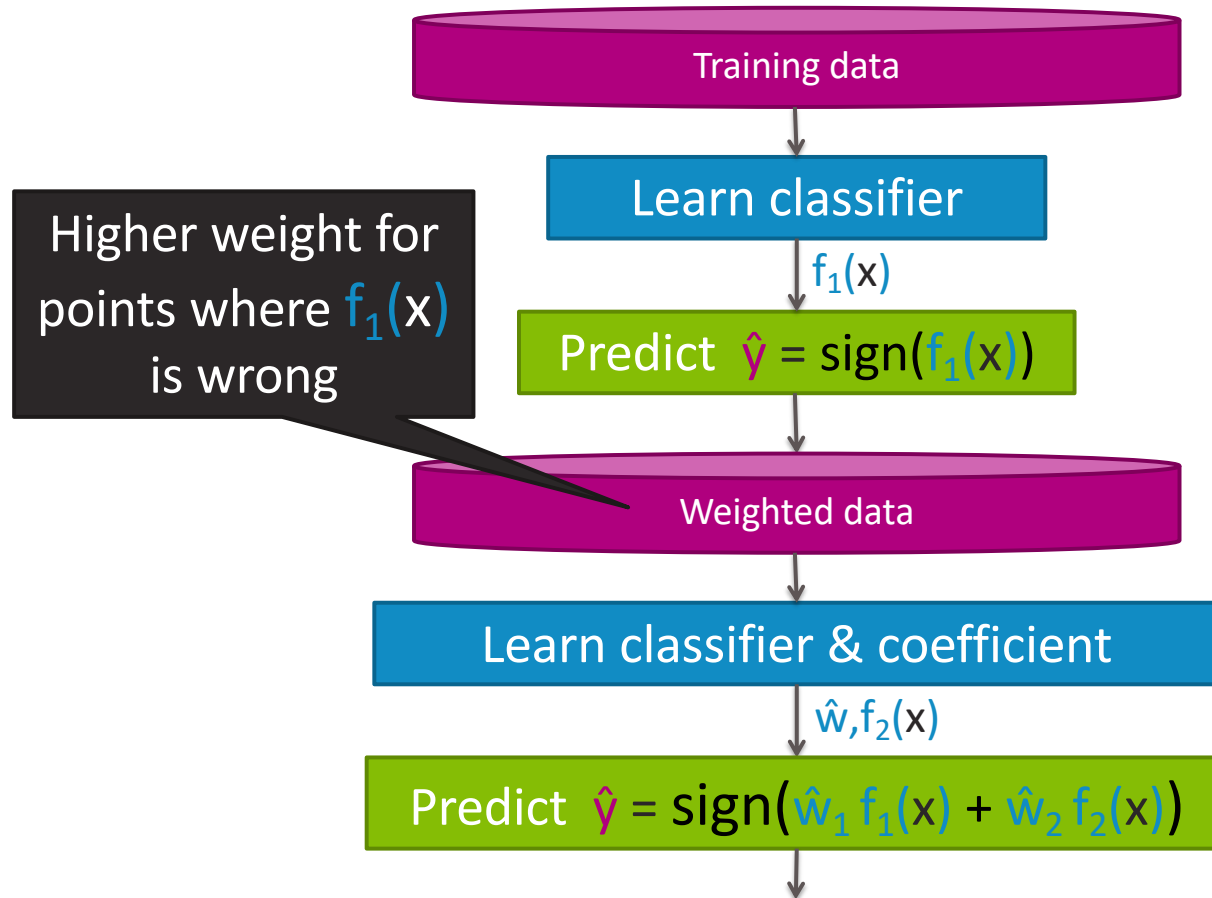 Training data
Learn classifier
f₁(x)
Higher weight for
points where f₁(x)
is wrong
Predict ŷ = sign(f₁(x))
Weighted data
Learn classifier & coefficient
ŵ,f₂(x)
Predict ŷ = sign(ŵ₁ f₁(x) + ŵ₂ f₂(x))